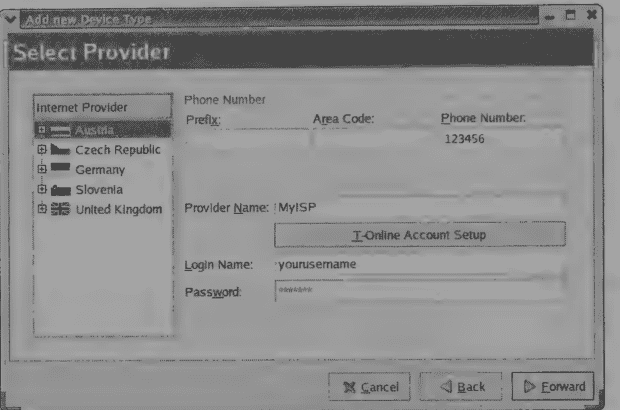 Add new Device Type
Select Provider
Internet Provider
Austria
Czech Republic
Germany
Slovenia
United Kingdom
Phone Number
Prefix:
Area Code:
Phone Number:
123456
Provider Name:
MyISP
T-Online Account Setup
Login Name:
yourusername
Password:
*******
Cancel
Back
Forward